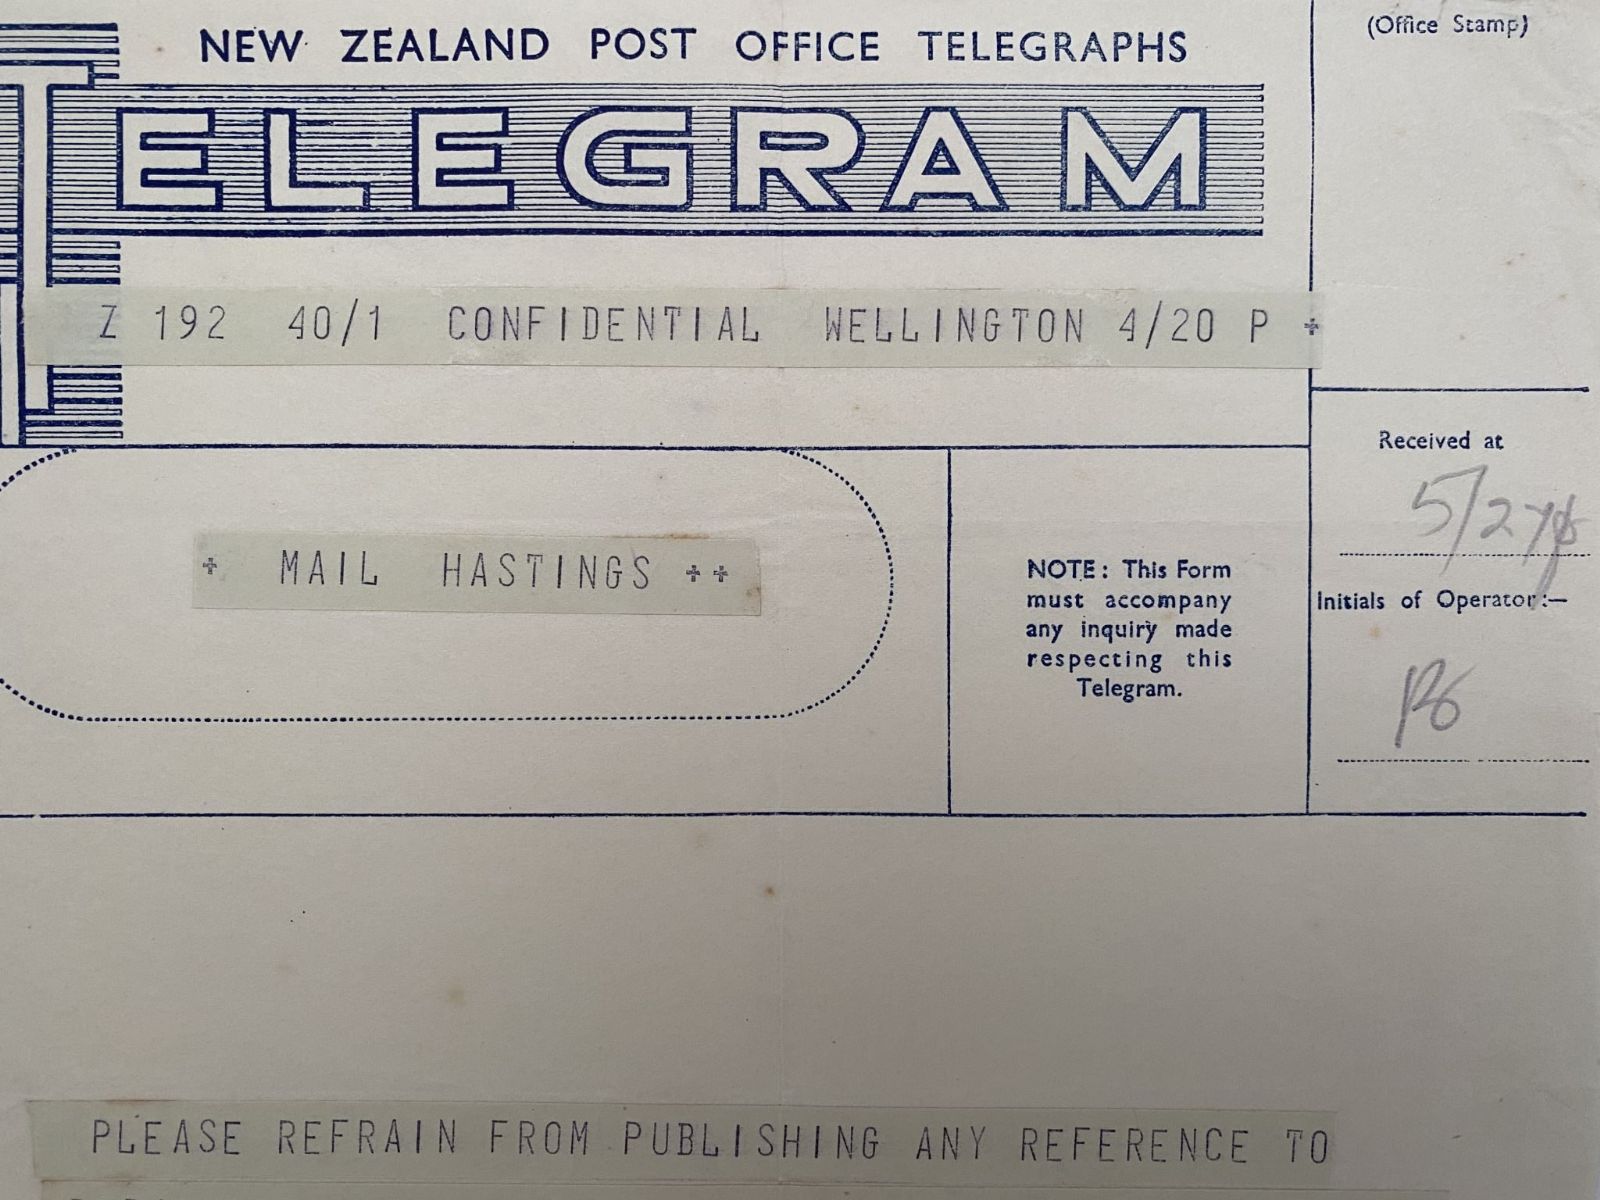 NEW ZEALAND POST OFFICE TELEGRAPHS
(Office Stamp)
TELEGRAM
Z 192 40/1 CONFIDENTIAL WELLINGTON 4/20 P +
Received at
5/27p
+ MAIL HASTINGS ++
NOTE: This Form
must accompany
any inquiry made
respecting this
Telegram.
Initials of Operator:—
PLEASE REFRAIN FROM PUBLISHING ANY REFERENCE TO